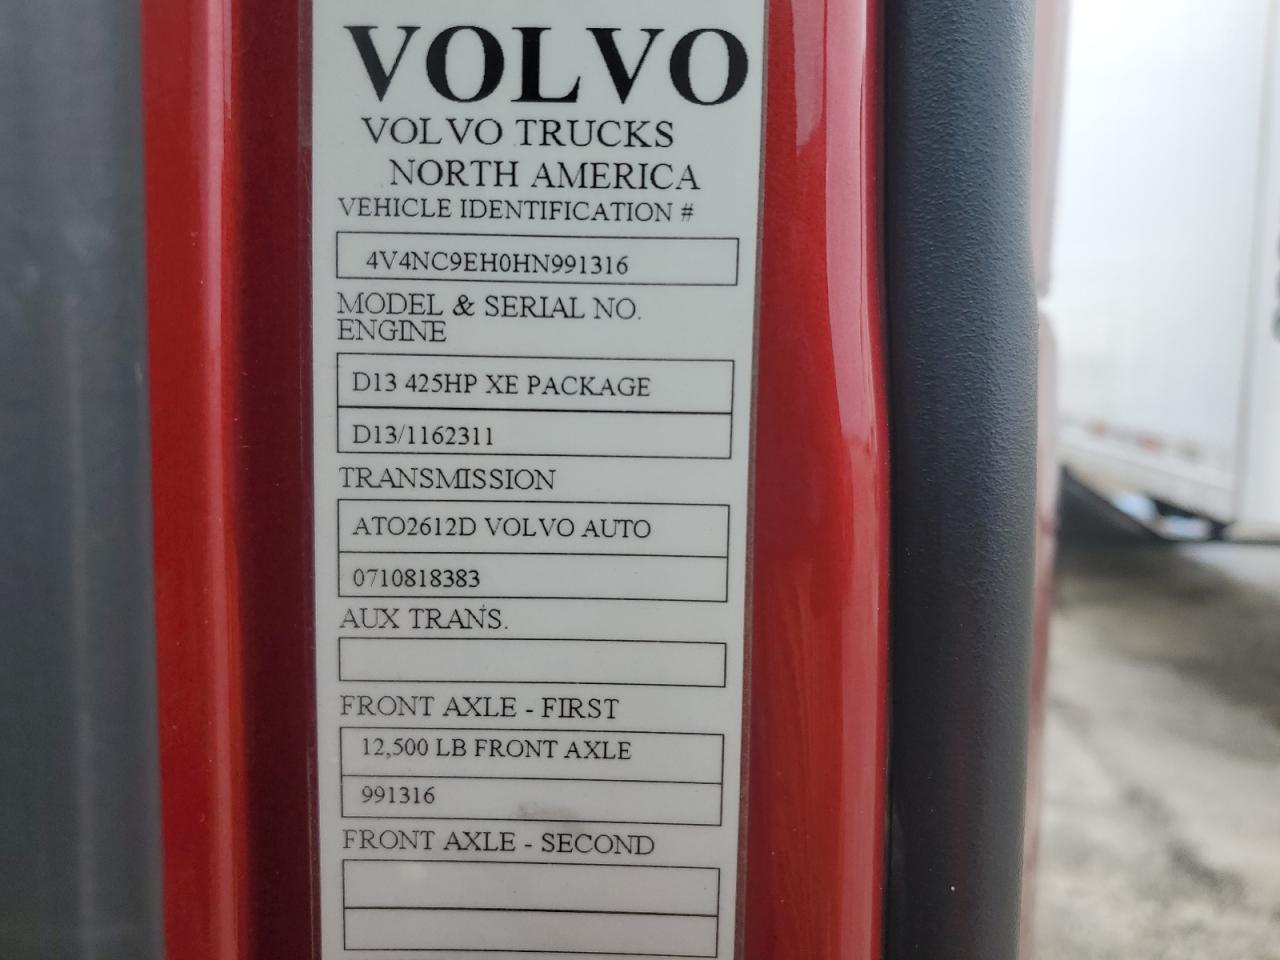 VOLVO
VOLVO TRUCKS
NORTH AMERICA
VEHICLE IDENTIFICATION #
4V4NC9EH0HN991316
MODEL & SERIAL NO.
ENGINE
D13 425HP XE PACKAGE
D13/1162311
TRANSMISSION
ATO2612D VOLVO AUTO
0710818383
AUX TRANS.
FRONT AXLE - FIRST
12,500 LB FRONT AXLE
991316
FRONT AXLE - SECOND